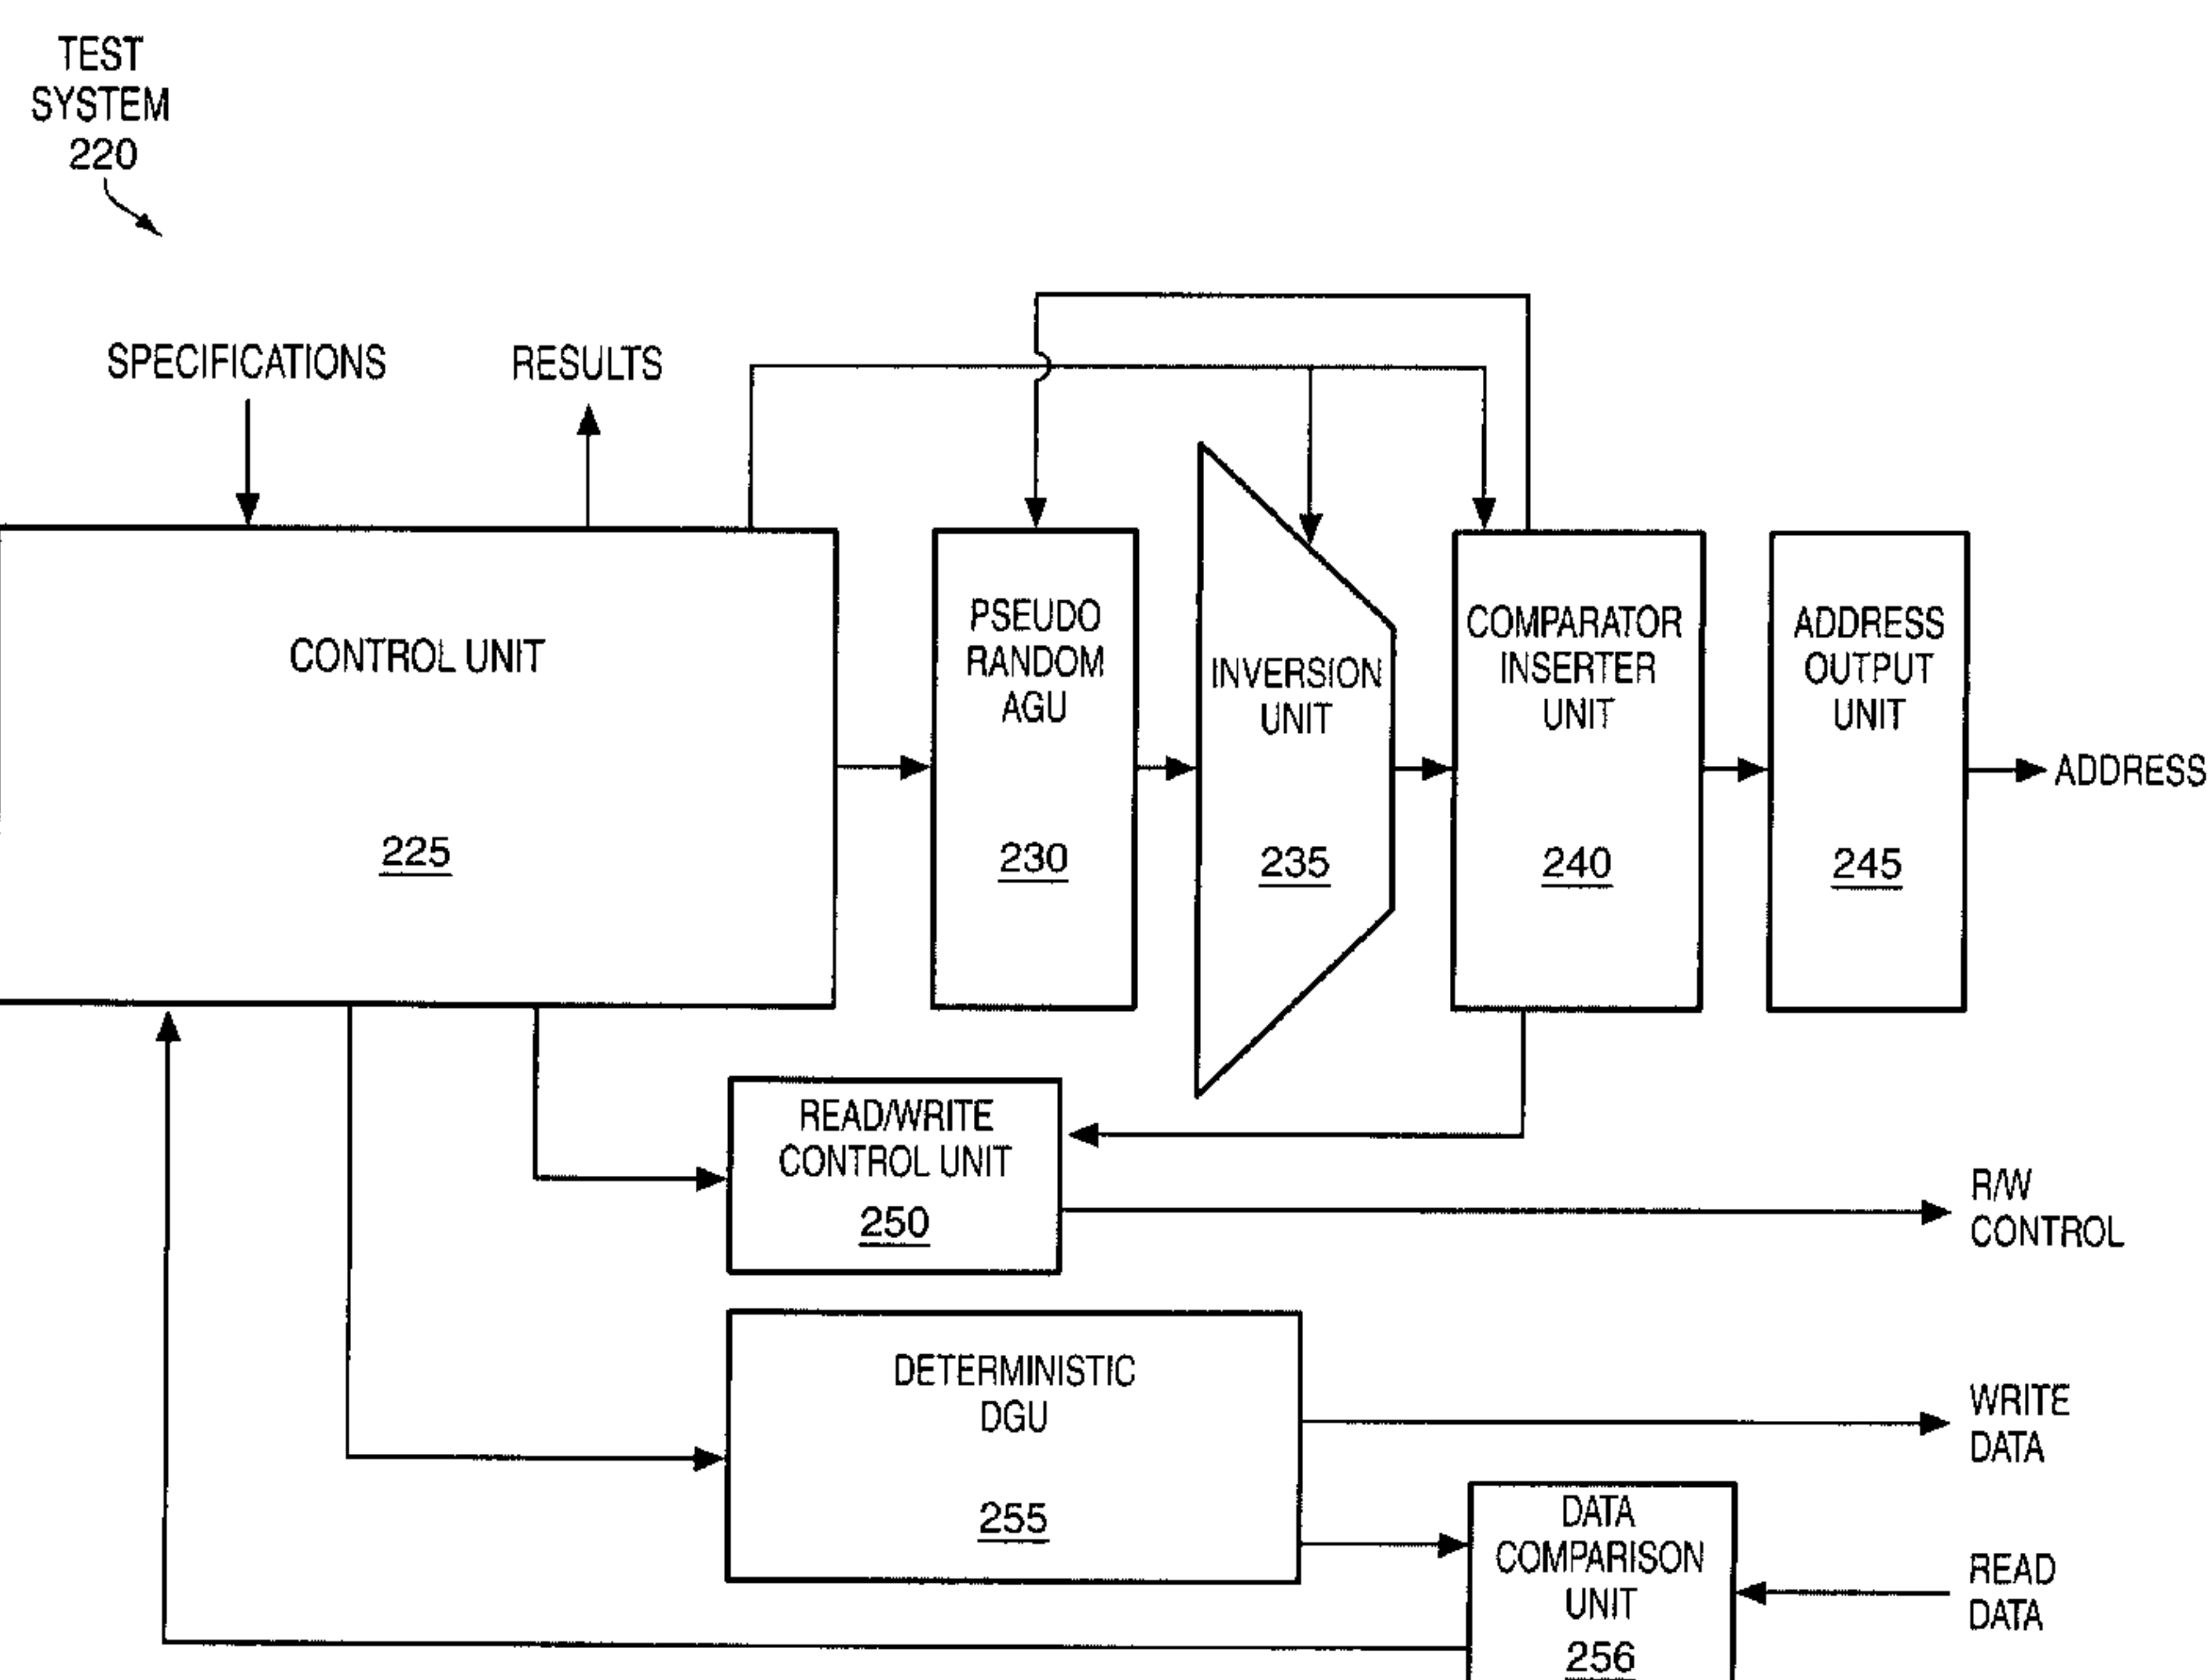 TEST
SYSTEM
220
SPECIFICATIONS
RESULTS
CONTROL UNIT
225
PSEUDO
RANDOM
AGU
230
INVERSION
UNIT
235
COMPARATOR
INSERTER
UNIT
240
ADDRESS
OUTPUT
UNIT
245
ADDRESS
READ/WRITE
CONTROL UNIT
250
R/W
CONTROL
DETERMINISTIC
DGU
255
WRITE
DATA
DATA
COMPARISON
UNIT
256
READ
DATA